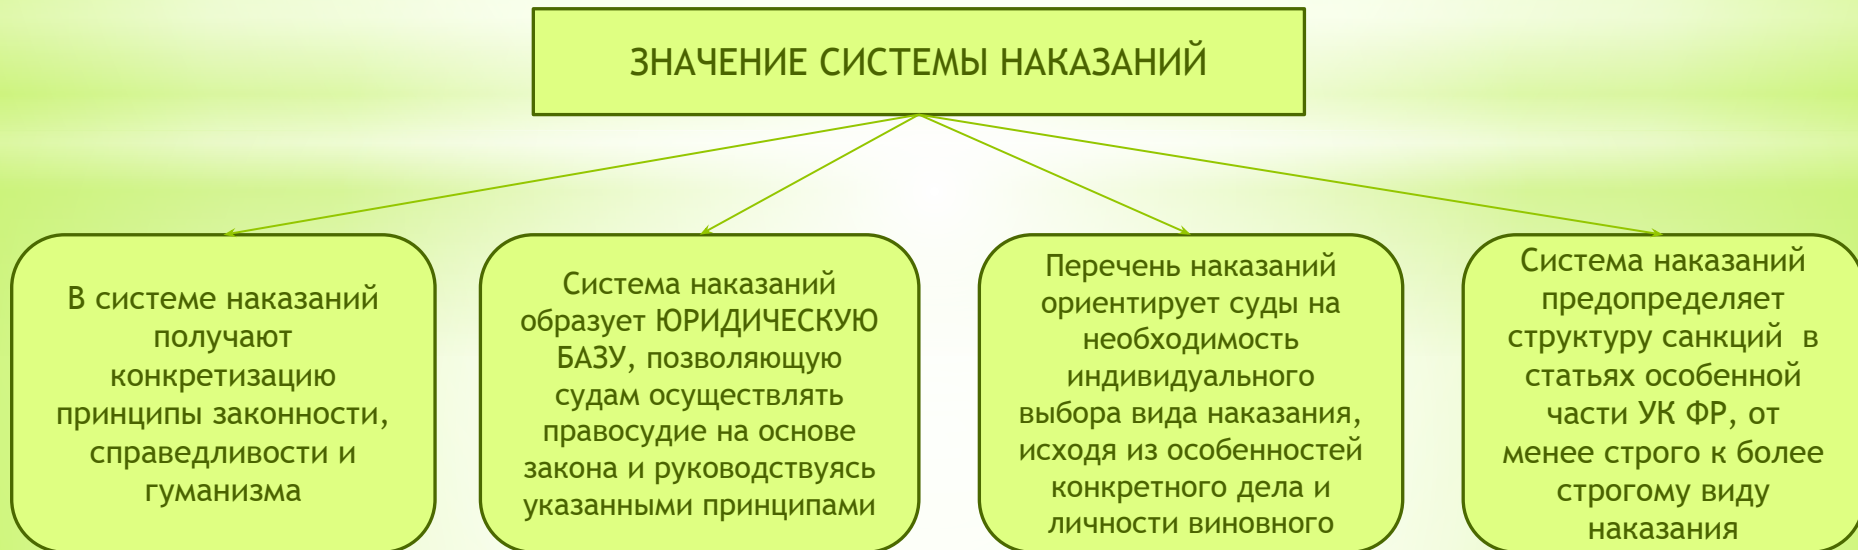 ЗНАЧЕНИЕ СИСТЕМЫ НАКАЗАНИЙ
В системе наказаний
получают
конкретизацию
принципы законности,
справедливости и
гуманизма
Система наказаний
образует ЮРИДИЧЕСКУЮ
БАЗУ, позволяющую
судам осуществлять
правосудие на основе
закона и руководствуясь
указанными принципами
Перечень наказаний
ориентирует суды на
необходимость
индивидуального
выбора вида наказания,
исходя из особенностей
конкретного дела и
личности виновного
Система наказаний
предопределяет
структуру санкций в
статьях особенной
части УК ФР, от
менее строго к более
строгому виду
наказания